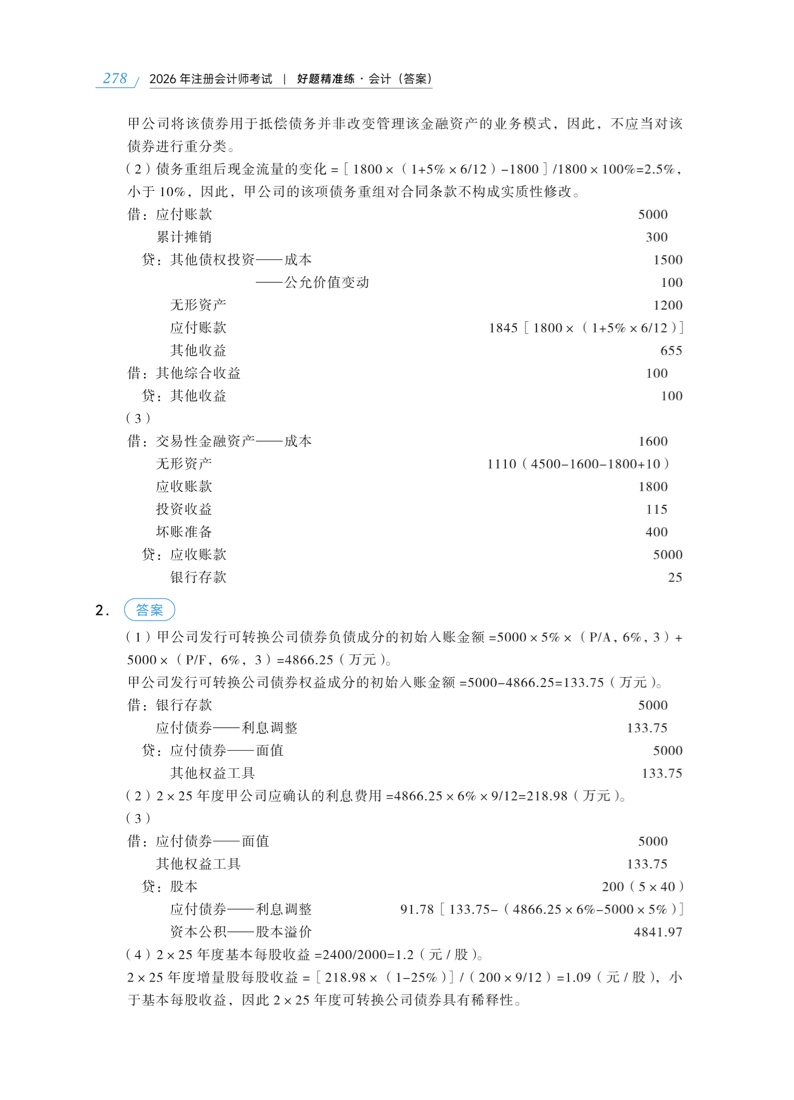 278 2026 年注册会计师考试 | 好题精准练·会计（答案）
甲公司将该债券用于抵偿债务并非改变管理该金融资产的业务模式，因此，不应当对该
债券进行重分类。
（2）债务重组后现金流量的变化 =［1800×（1+5%×6/12）-1800］/1800×100%=2.5%，
小于 10%，因此，甲公司的该项债务重组对合同条款不构成实质性修改。
借：应付账款 5000
累计摊销 300
贷：其他债权投资——成本 1500
——公允价值变动 100
无形资产 1200
应付账款 1845［1800×（1+5%×6/12）］
其他收益 655
借：其他综合收益 100
贷：其他收益 100
（3）
借：交易性金融资产——成本 1600
无形资产 1110（4500-1600-1800+10）
应收账款 1800
投资收益 115
坏账准备 400
贷：应收账款 5000
银行存款 25
2. 答案
（1）甲公司发行可转换公司债券负债成分的初始入账金额 =5000×5%×（P/A，6%，3）+
5000×（P/F，6%，3）=4866.25（万元）。
甲公司发行可转换公司债券权益成分的初始入账金额 =5000-4866.25=133.75（万元）。
借：银行存款 5000
应付债券——利息调整 133.75
贷：应付债券——面值 5000
其他权益工具 133.75
（2）2×25 年度甲公司应确认的利息费用 =4866.25×6%×9/12=218.98（万元）。
（3）
借：应付债券——面值 5000
其他权益工具 133.75
贷：股本 200（5×40）
应付债券——利息调整 91.78［133.75-（4866.25×6%-5000×5%）］
资本公积——股本溢价 4841.97
（4）2×25 年度基本每股收益 =2400/2000=1.2（元/股）。
2×25 年度增量股每股收益 =［218.98×（1-25%）］/（200×9/12）=1.09（元/股），小
于基本每股收益，因此 2×25 年度可转换公司债券具有稀释性。